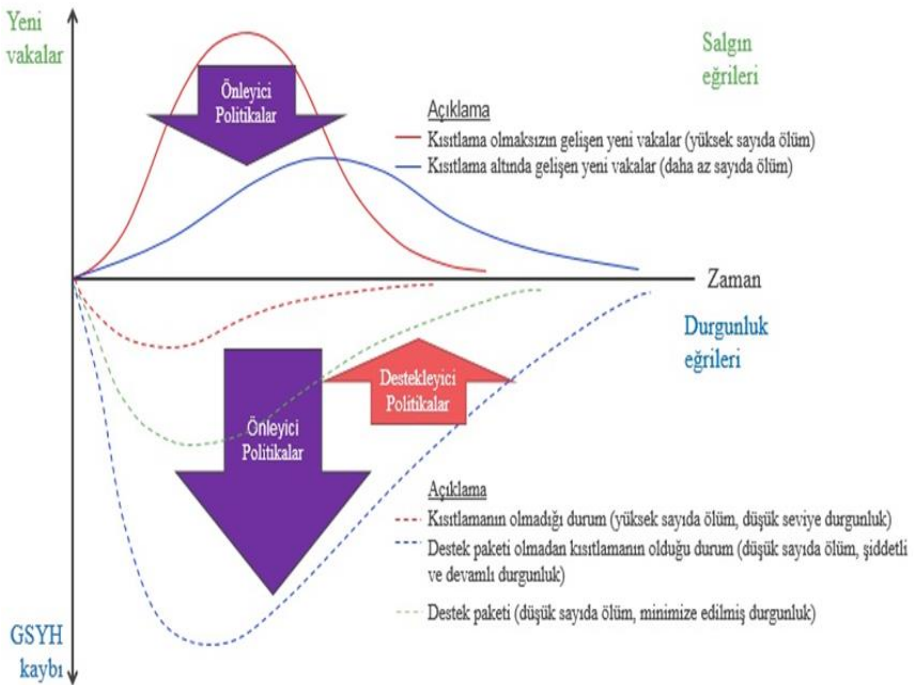 Yeni
vakalar
Salgın
eğrileri
Önleyici
Politikalar
Açıklama
Kısıtlama olmaksızın gelişen yeni vakalar (yüksek sayıda ölüm)
Kısıtlama altında gelişen yeni vakalar (daha az sayıda ölüm)
Zaman
Durgunluk
eğrileri
Destekleyici
Politikalar
Önleyici
Politikalar
Açıklama
Kısıtlamanın olmadığı durum (yüksek sayıda ölüm, düşük seviye durgunluk)
Destek paketi olmadan kısıtlamanın olduğu durum (düşük sayıda ölüm, şiddetli
ve devamlı durgunluk)
Destek paketi (düşük sayıda ölüm, minimize edilmiş durgunluk)
GSYH
kaybı